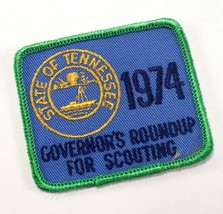 STATE OF TENNESSEE
1974
GOVERNOR'S ROUNDUP
FOR SCOUTING